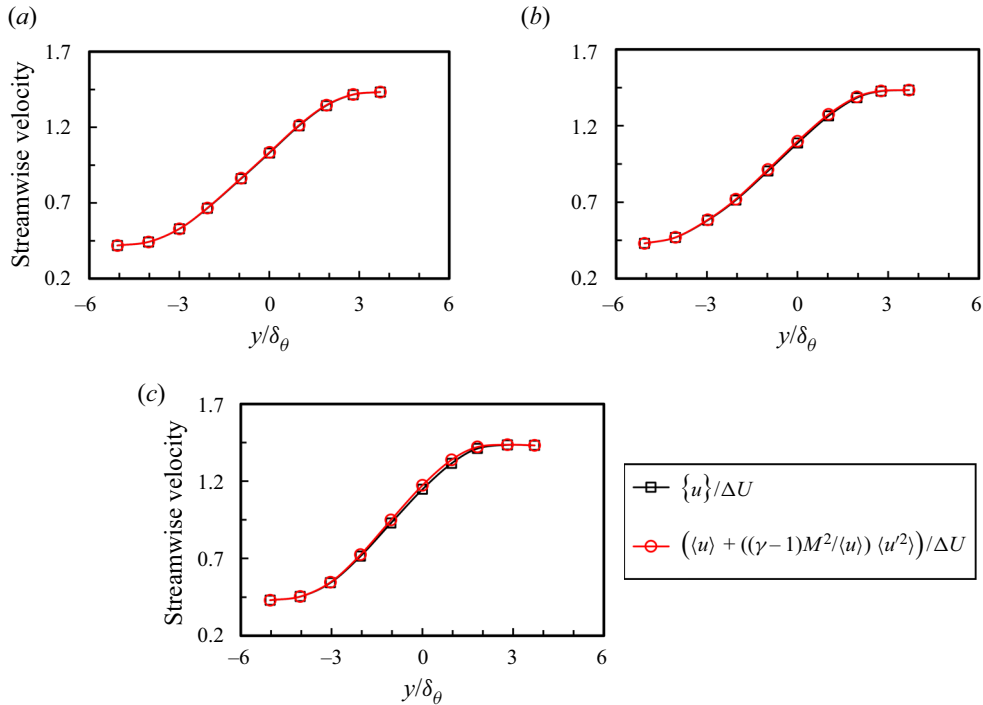 (a)
1.7
1.2
0.7
0.2
Streamwise velocity
–6
–3
0
3
6
y/δθ
(b)
1.7
1.2
0.7
0.2
–6
–3
0
3
6
y/δθ
(c)
1.7
1.2
0.7
0.2
Streamwise velocity
–6
–3
0
3
6
y/δθ
{u}/ΔU
(⟨u⟩ + ((γ – 1)M²/⟨u⟩) ⟨u′²⟩)/ΔU